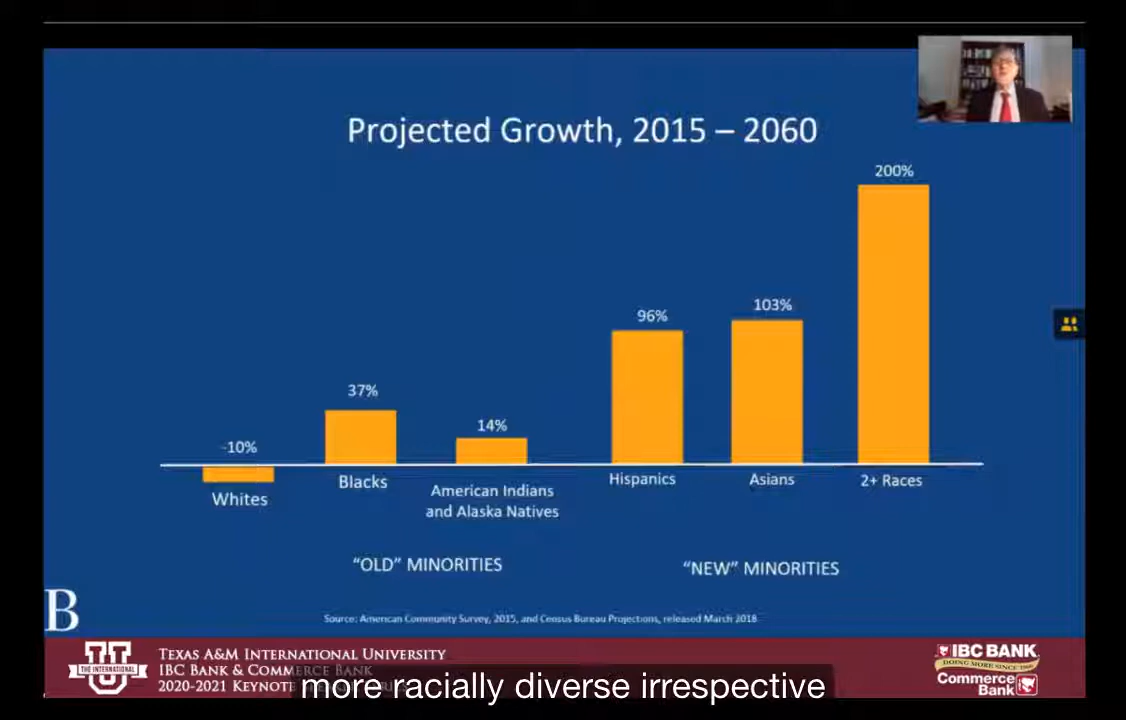 Projected Growth, 2015 – 2060
200%
103%
96%
37%
14%
-10%
Whites
Blacks
American Indians
and Alaska Natives
Hispanics
Asians
2+ Races
“OLD” MINORITIES
“NEW” MINORITIES
Source: American Community Survey, 2015, and Census Bureau Projections, released March 2018
B
U
THE INTERNATIONAL
TEXAS A&M INTERNATIONAL UNIVERSITY
IBC BANK & COMMERCE BANK
2020-2021 KEYNOTE
more racially diverse irrespective
IBC BANK
DOING MORE SINCE 1966
Commerce
Bank